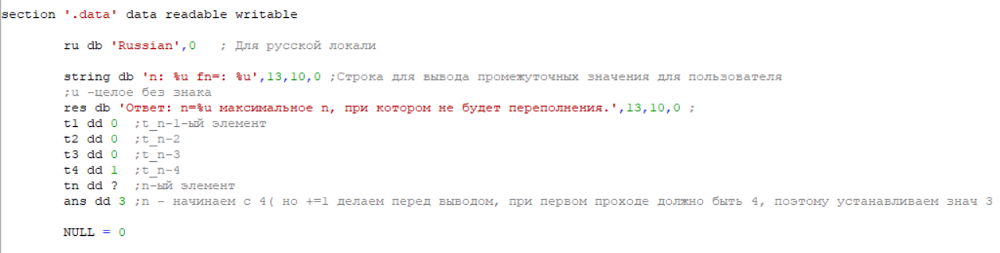 section '.data' data readable writable
ru db 'Russian',0   ; Для русской локали
string db 'n: %u fn=: %u',13,10,0 ;Строка для вывода промежуточных значения для пользователя
;u -целое без знака
res db 'Ответ: n=%u максимальное n, при котором не будет переполнения.',13,10,0 ;
t1 dd 0  ;t_n-1-ый элемент
t2 dd 0  ;t_n-2
t3 dd 0  ;t_n-3
t4 dd 1  ;t_n-4
tn dd ?  ;n-ый элемент
ans dd 3 ;n - начинаем с 4( но +=1 делаем перед выводом, при первом проходе должно быть 4, поэтому устанавливаем знач 3
NULL = 0